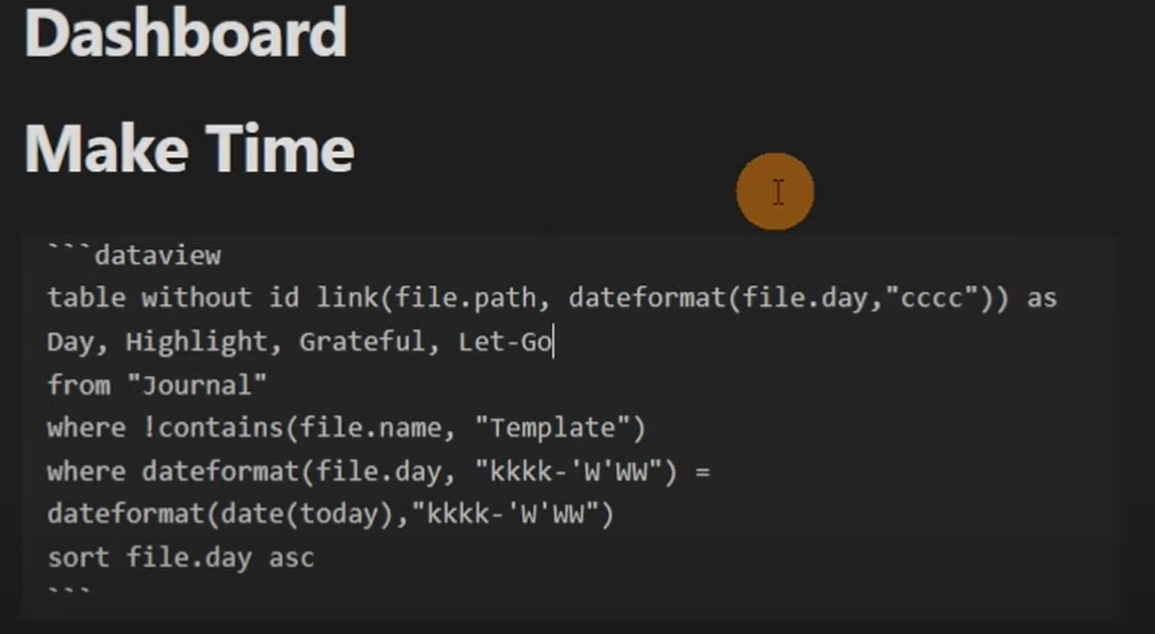 Dashboard
Make Time
```dataview
table without id link(file.path, dateformat(file.day,"cccc")) as
Day, Highlight, Grateful, Let-Go
from "Journal"
where !contains(file.name, "Template")
where dateformat(file.day, "kkkk-'W'WW") =
dateformat(date(today),"kkkk-'W'WW")
sort file.day asc
```